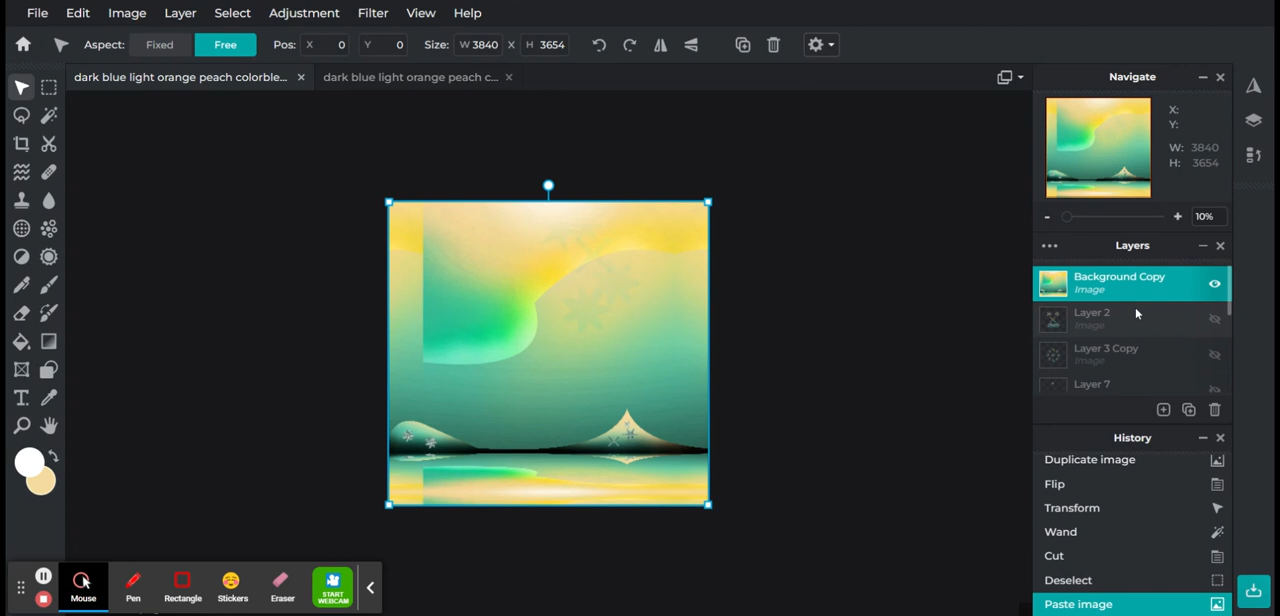 File Edit Image Layer Select Adjustment Filter View Help
Aspect: Fixed Free Pos: X 0 Y 0 Size: W 3840 X H 3654
dark blue light orange peach colorble... × dark blue light orange peach c... ×
Navigate
X:
Y:
W: 3840
H: 3654
- + 10%
Layers
Background Copy
Image
Layer 2
Image
Layer 3 Copy
Image
Layer 7
History
Duplicate image
Flip
Transform
Wand
Cut
Deselect
Paste image
T
Mouse Pen Rectangle Stickers Eraser START
WEBCAM